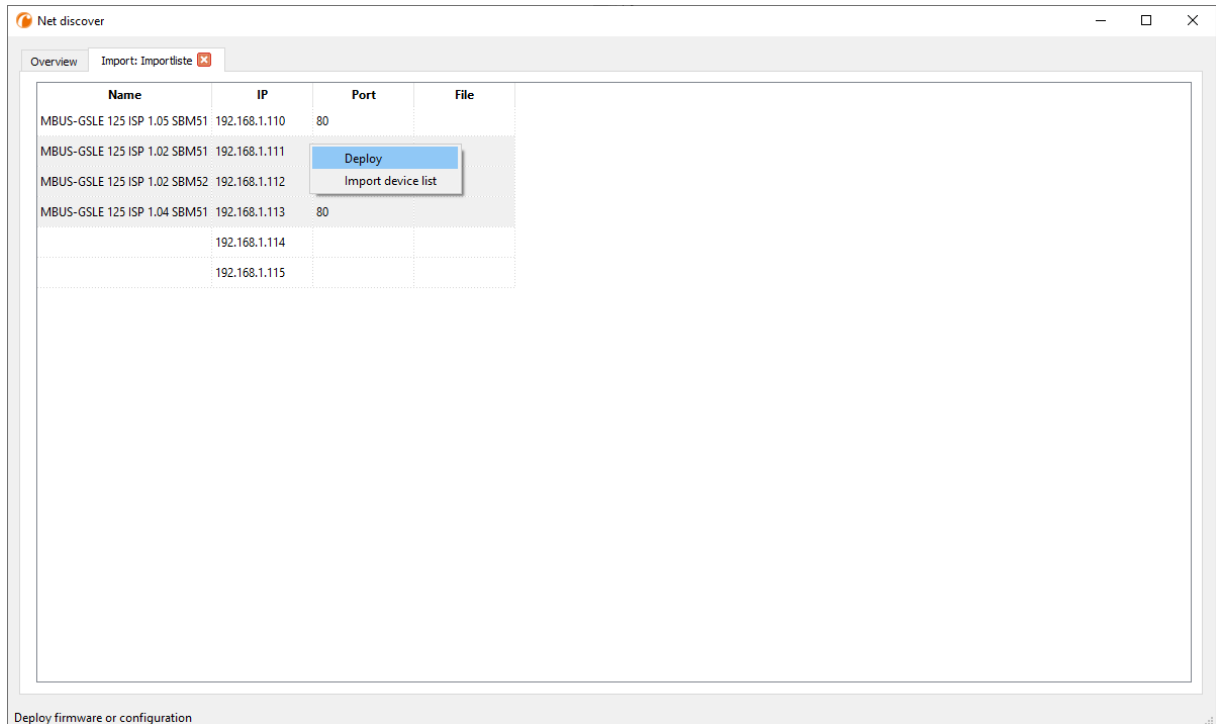 Net discover
Overview Import: Importliste
Name IP Port File
MBUS-GSLE 125 ISP 1.05 SBM51 192.168.1.110 80
MBUS-GSLE 125 ISP 1.02 SBM51 192.168.1.111
Deploy
MBUS-GSLE 125 ISP 1.02 SBM52 192.168.1.112
Import device list
MBUS-GSLE 125 ISP 1.04 SBM51 192.168.1.113 80
192.168.1.114
192.168.1.115
Deploy firmware or configuration